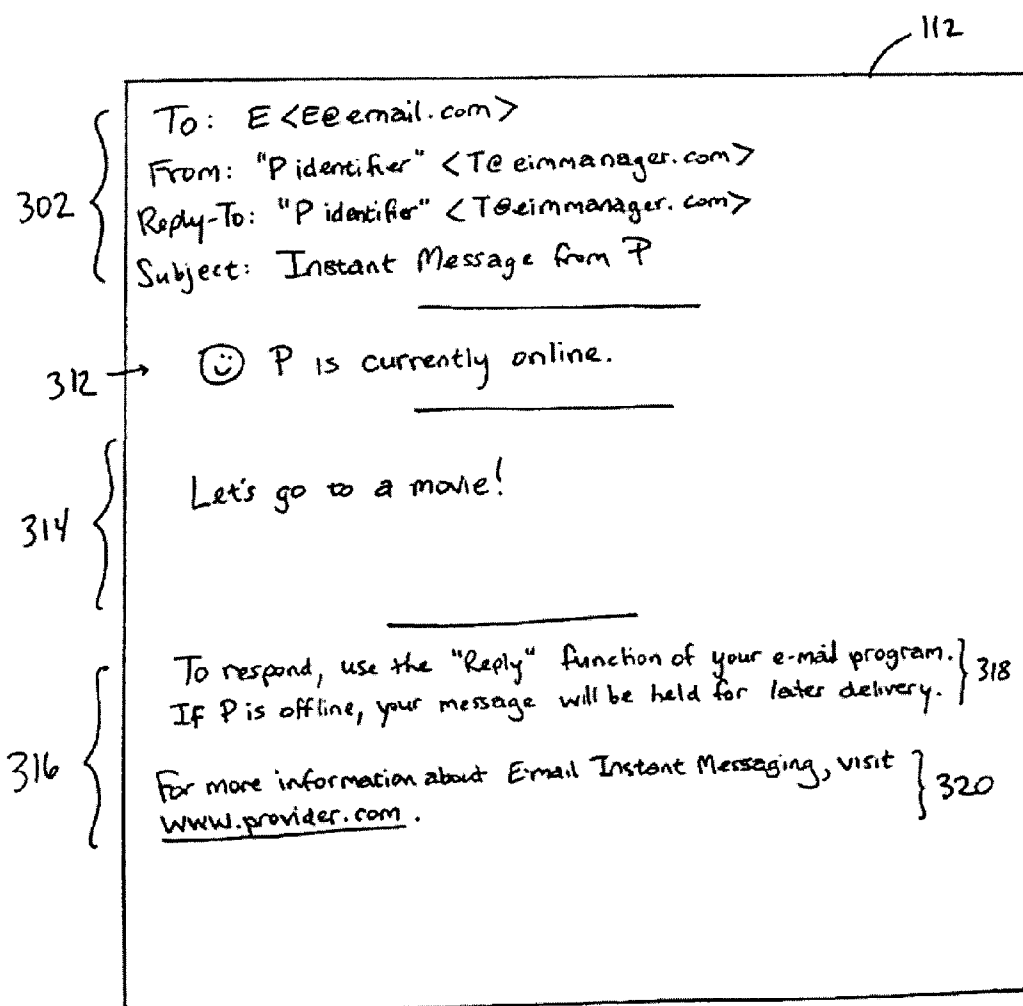 112
302
To: E <E@email.com>
From: "P identifier" <T@eimmanager.com>
Reply-To: "P identifier" <T@eimmanager.com>
Subject: Instant Message from P
312
P is currently online.
314
Let's go to a movie!
316
To respond, use the "Reply" function of your e-mail program.
If P is offline, your message will be held for later delivery.
318
For more information about E-mail Instant Messaging, visit
www.provider.com.
320